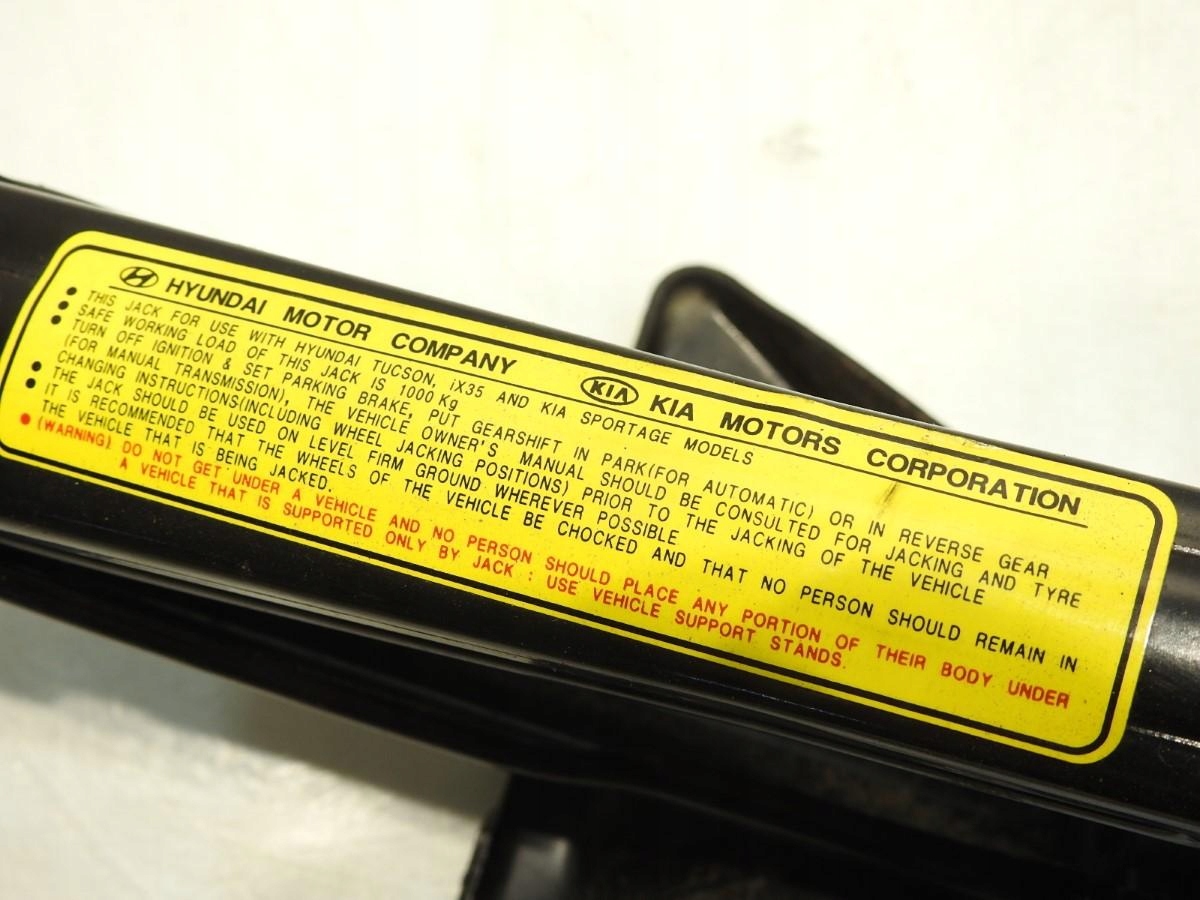 HYUNDAI MOTOR COMPANY KIA KIA MOTORS CORPORATION
• THIS JACK FOR USE WITH HYUNDAI TUCSON, iX35 AND KIA SPORTAGE MODELS
• SAFE WORKING LOAD OF THIS JACK IS 1000 Kg
• TURN OFF IGNITION & SET PARKING BRAKE, PUT GEARSHIFT IN PARK(FOR AUTOMATIC) OR IN REVERSE GEAR
(FOR MANUAL TRANSMISSION), THE VEHICLE OWNER'S MANUAL SHOULD BE CONSULTED FOR JACKING AND TYRE
CHANGING INSTRUCTIONS(INCLUDING WHEEL JACKING POSITIONS) PRIOR TO THE JACKING OF THE VEHICLE
• THE JACK SHOULD BE USED ON LEVEL FIRM GROUND WHEREVER POSSIBLE
• IT IS RECOMMENDED THAT THE WHEELS OF THE VEHICLE BE CHOCKED AND THAT NO PERSON SHOULD REMAIN IN
THE VEHICLE THAT IS BEING JACKED.
• (WARNING) DO NOT GET UNDER A VEHICLE AND NO PERSON SHOULD PLACE ANY PORTION OF THEIR BODY UNDER
A VEHICLE THAT IS SUPPORTED ONLY BY JACK : USE VEHICLE SUPPORT STANDS.